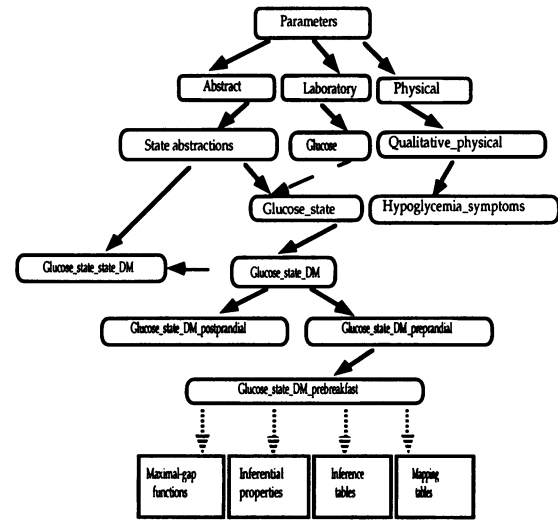 Parameters
Abstract
Laboratory
Physical
State abstractions
Glucose
Qualitative_physical
Glucose_state
Hypoglycemia_symptoms
Glucose_state_state_DM
Glucose_state_DM
Glucose_state_DM_postprandial
Glucose_state_DM_preprandial
Glucose_state_DM_prebreakfast
Maximal-gap
functions
Inferential
properties
Inference
tables
Mapping
tables